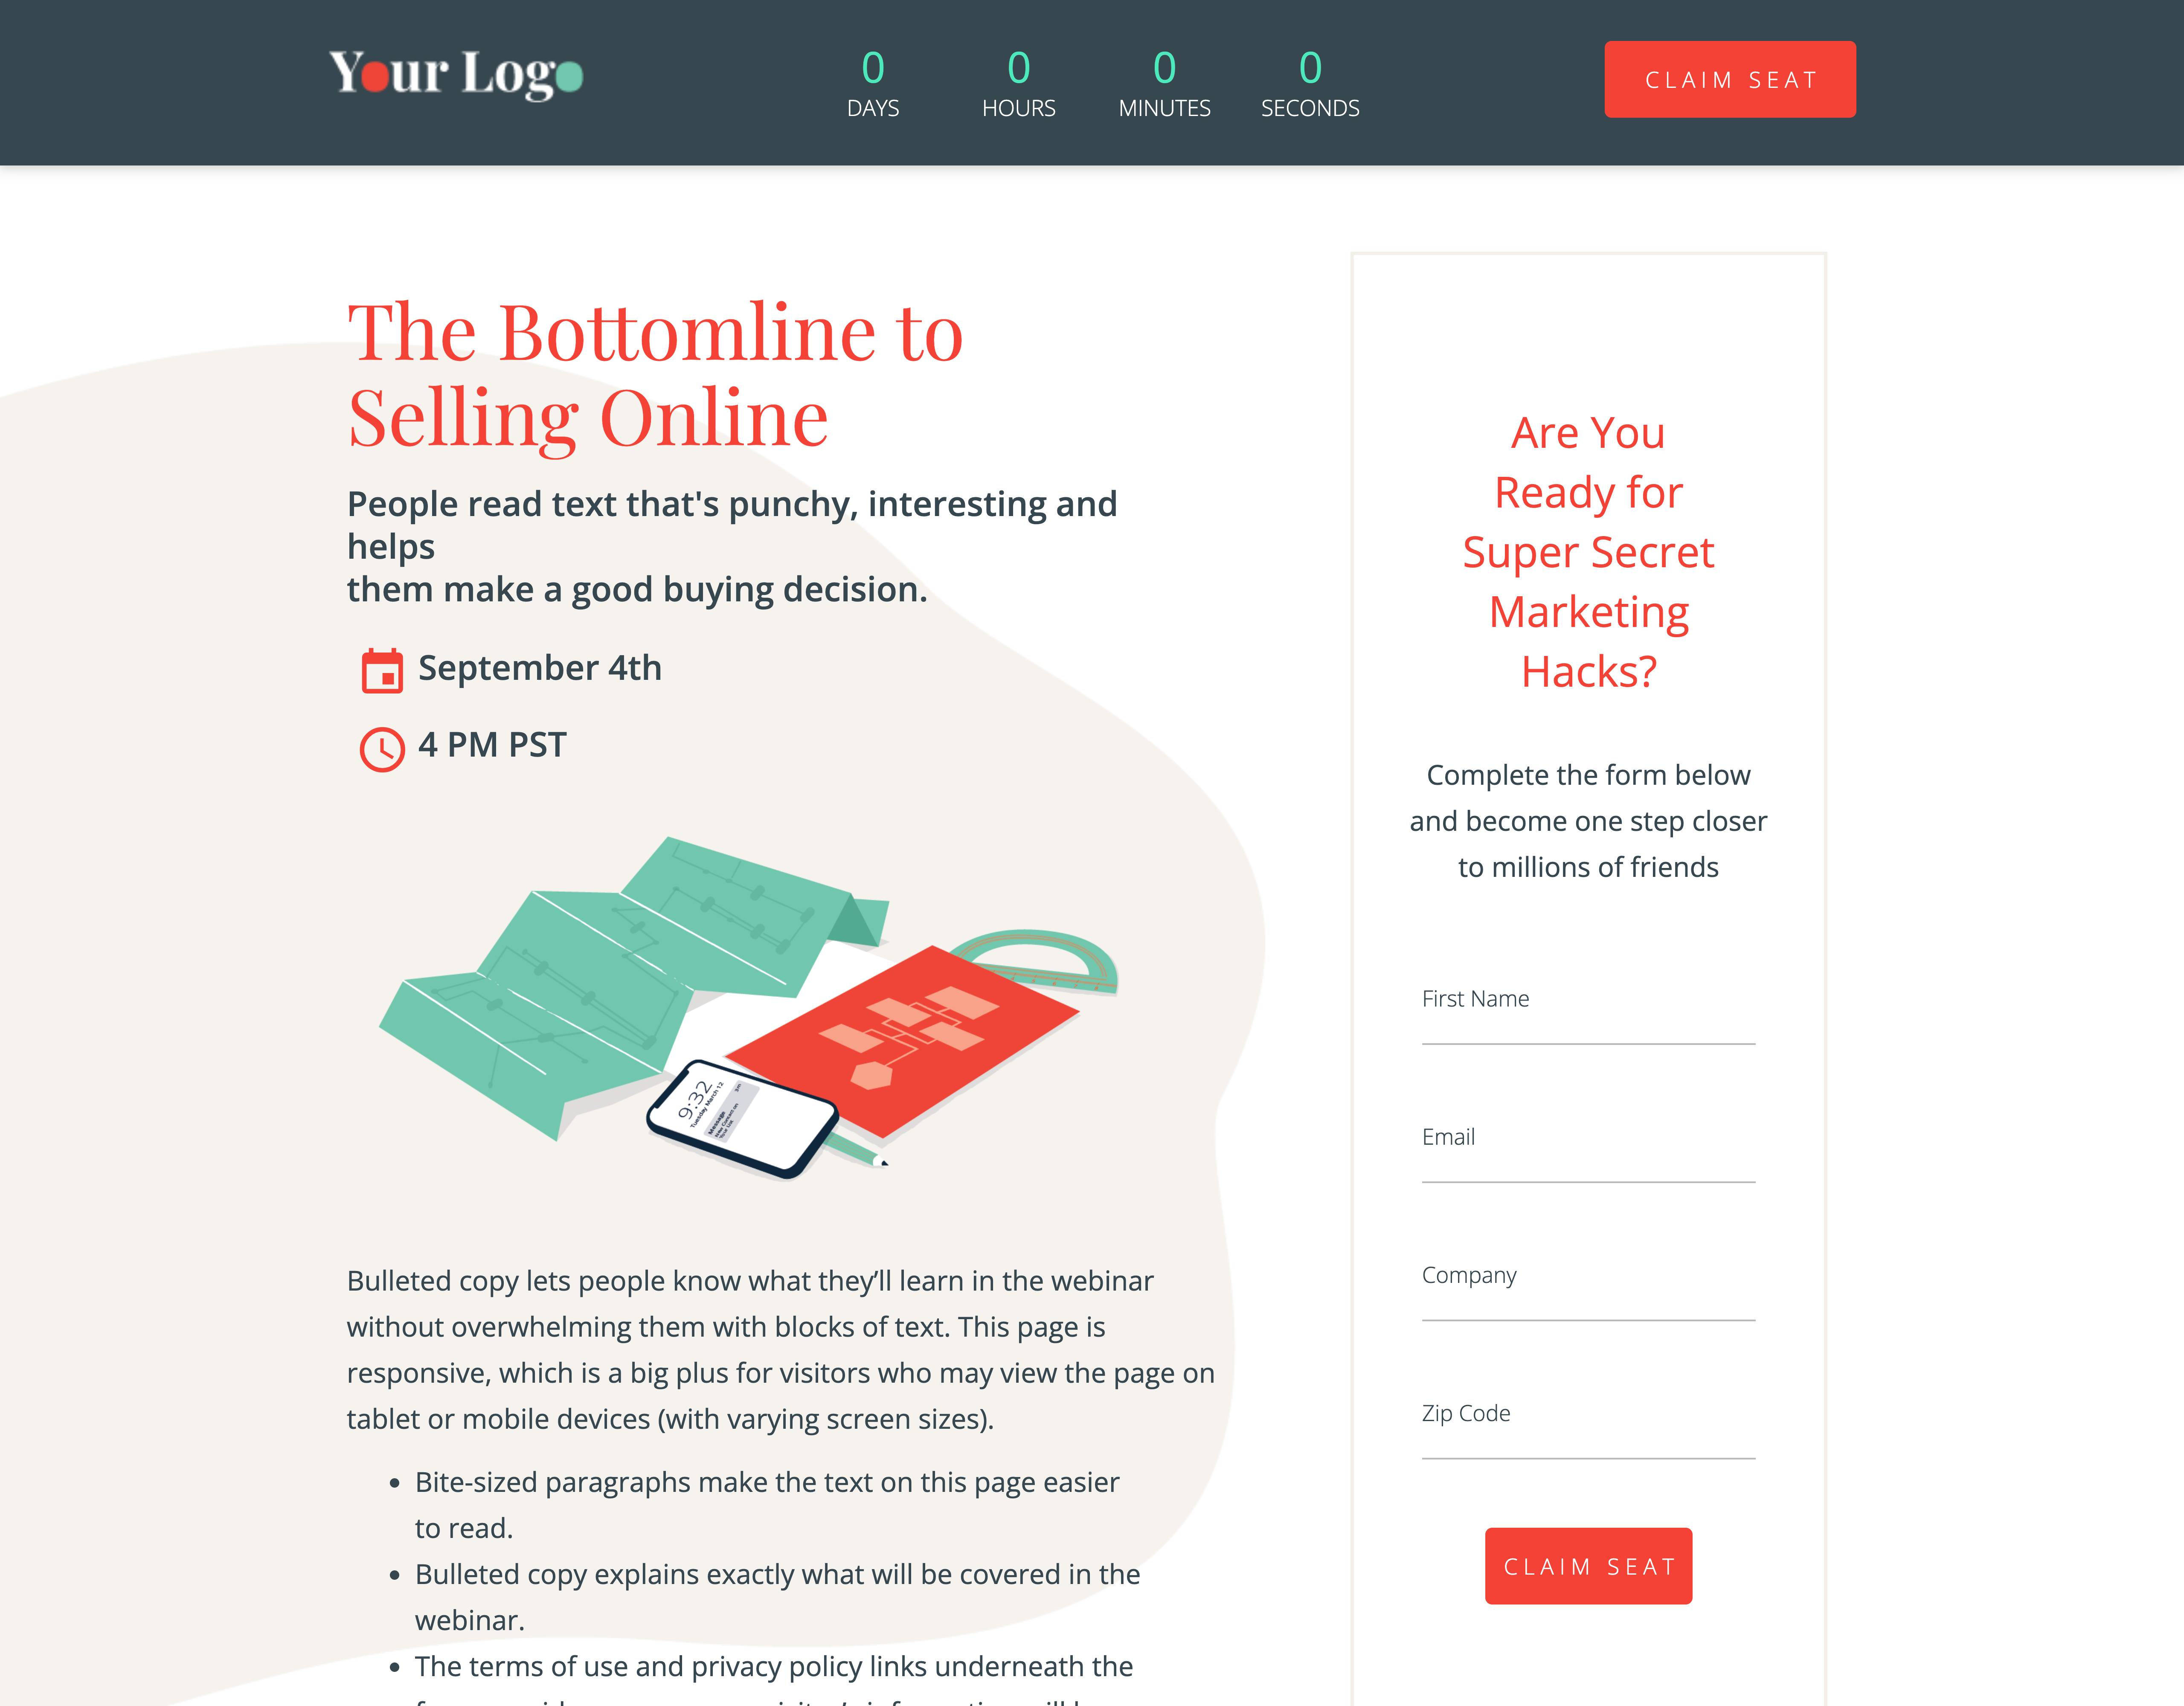 Your Logo
0 0 0 0
DAYS HOURS MINUTES SECONDS
CLAIM SEAT
The Bottomline to
Selling Online
People read text that's punchy, interesting and
helps
them make a good buying decision.
September 4th
4 PM PST
9:32
Tuesday March 12
Message
Bulleted copy lets people know what they’ll learn in the webinar
without overwhelming them with blocks of text. This page is
responsive, which is a big plus for visitors who may view the page on
tablet or mobile devices (with varying screen sizes).
• Bite-sized paragraphs make the text on this page easier
to read.
• Bulleted copy explains exactly what will be covered in the
webinar.
• The terms of use and privacy policy links underneath the
Are You
Ready for
Super Secret
Marketing
Hacks?
Complete the form below
and become one step closer
to millions of friends
First Name
Email
Company
Zip Code
CLAIM SEAT